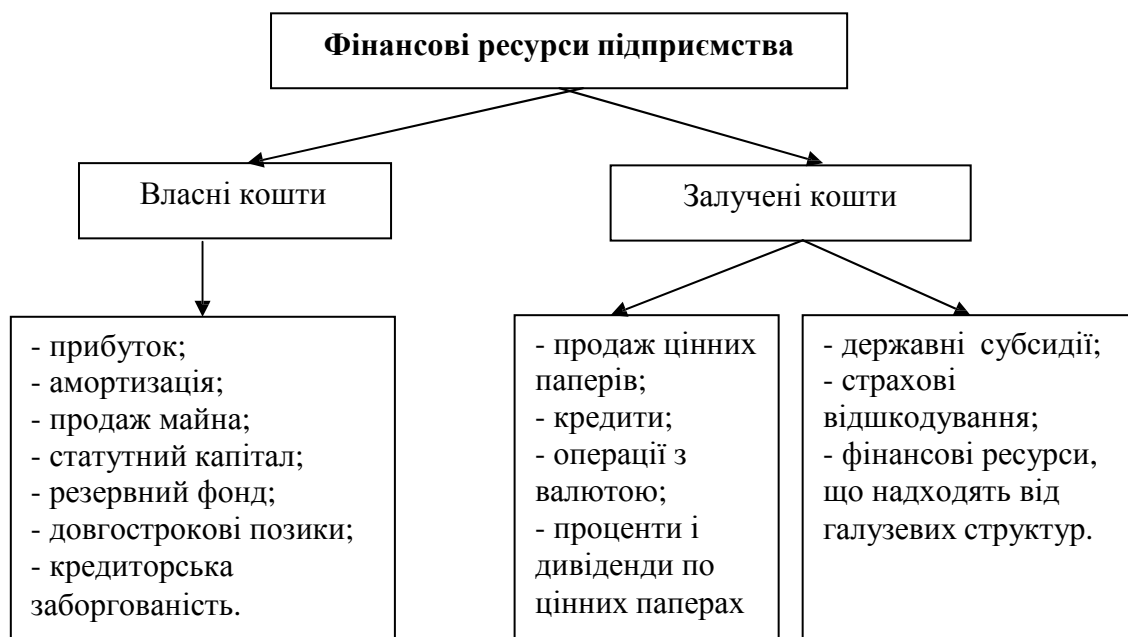 Фінансові ресурси підприємства
Власні кошти
Залучені кошти
- прибуток;
- амортизація;
- продаж майна;
- статутний капітал;
- резервний фонд;
- довгострокові позики;
- кредиторська
заборгованість.
- продаж цінних
паперів;
- кредити;
- операції з
валютою;
- проценти і
дивіденди по
цінних паперах
- державні субсидії;
- страхові
відшкодування;
- фінансові ресурси,
що надходять від
галузевих структур.